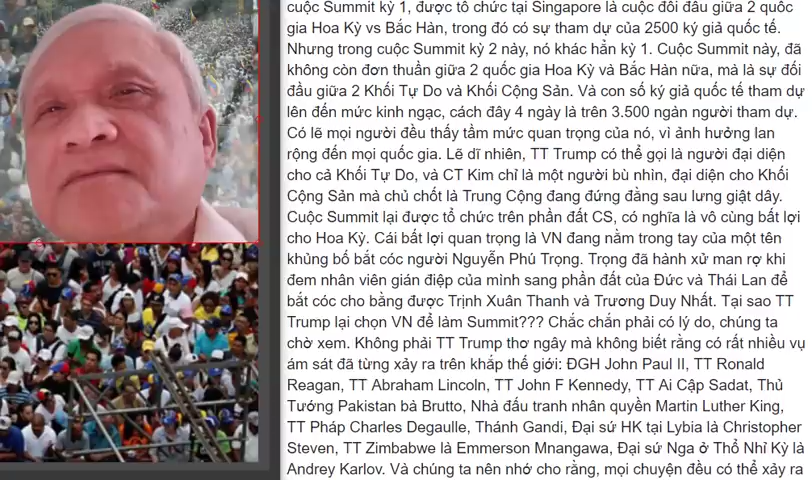 cuộc Summit kỳ 1, được tổ chức tại Singapore là cuộc đối đầu giữa 2 quốc
gia Hoa Kỳ vs Bắc Hàn, trong đó có sự tham dự của 2500 ký giả quốc tế.
Nhưng trong cuộc Summit kỳ 2 này, nó khác hẳn kỳ 1. Cuộc Summit này, đã
không còn đơn thuần giữa 2 quốc gia Hoa Kỳ và Bắc Hàn nữa, mà là sự đối
đầu giữa 2 Khối Tự Do và Khối Cộng Sản. Và con số ký giả quốc tế tham dự
lên đến mức kinh ngạc, cách đây 4 ngày là trên 3.500 ngàn người tham dự.
Có lẽ mọi người đều thấy tầm mức quan trọng của nó, vì ảnh hưởng lan
rộng đến mọi quốc gia. Lẽ dĩ nhiên, TT Trump có thể gọi là người đại diện
cho cả Khối Tự Do, và CT Kim chỉ là một người bù nhìn, đại diện cho Khối
Cộng Sản mà chủ chốt là Trung Cộng đang đứng đằng sau lưng giật dây.
Cuộc Summit lại được tổ chức trên phần đất CS, có nghĩa là vô cùng bất lợi
cho Hoa Kỳ, Cái bất lợi quan trọng là VN đang nằm trong tay của một tên
khủng bố bắt cóc người Nguyễn Phú Trọng. Trọng đã hành xử man rợ khi
đem nhân viên gián điệp của mình sang phần đất của Đức và Thái Lan để
bắt cóc cho bằng được Trịnh Xuân Thanh và Trương Duy Nhất. Tại sao TT
Trump lại chọn VN để làm Summit??? Chắc chắn phải có lý do, chúng ta
chờ xem. Không phải TT Trump thơ ngây mà không biết rằng có rất nhiều vụ
ám sát đã từng xảy ra trên khắp thế giới: ĐGH John Paul II, TT Ronald
Reagan, TT Abraham Lincoln, TT John F Kennedy, TT Ai Cập Sadat, Thủ
Tướng Pakistan bà Brutto, Nhà đấu tranh nhân quyền Martin Luther King,
TT Pháp Charles Degaulle, Thánh Gandi, Đại sứ HK tại Lybia là Christopher
Steven, TT Zimbabwe là Emmerson Mnangawa, Đại sứ Nga ở Thổ Nhĩ Kỳ là
Andrey Karlov. Và chúng ta nên nhớ cho rằng, mọi chuyện đều có thể xảy ra